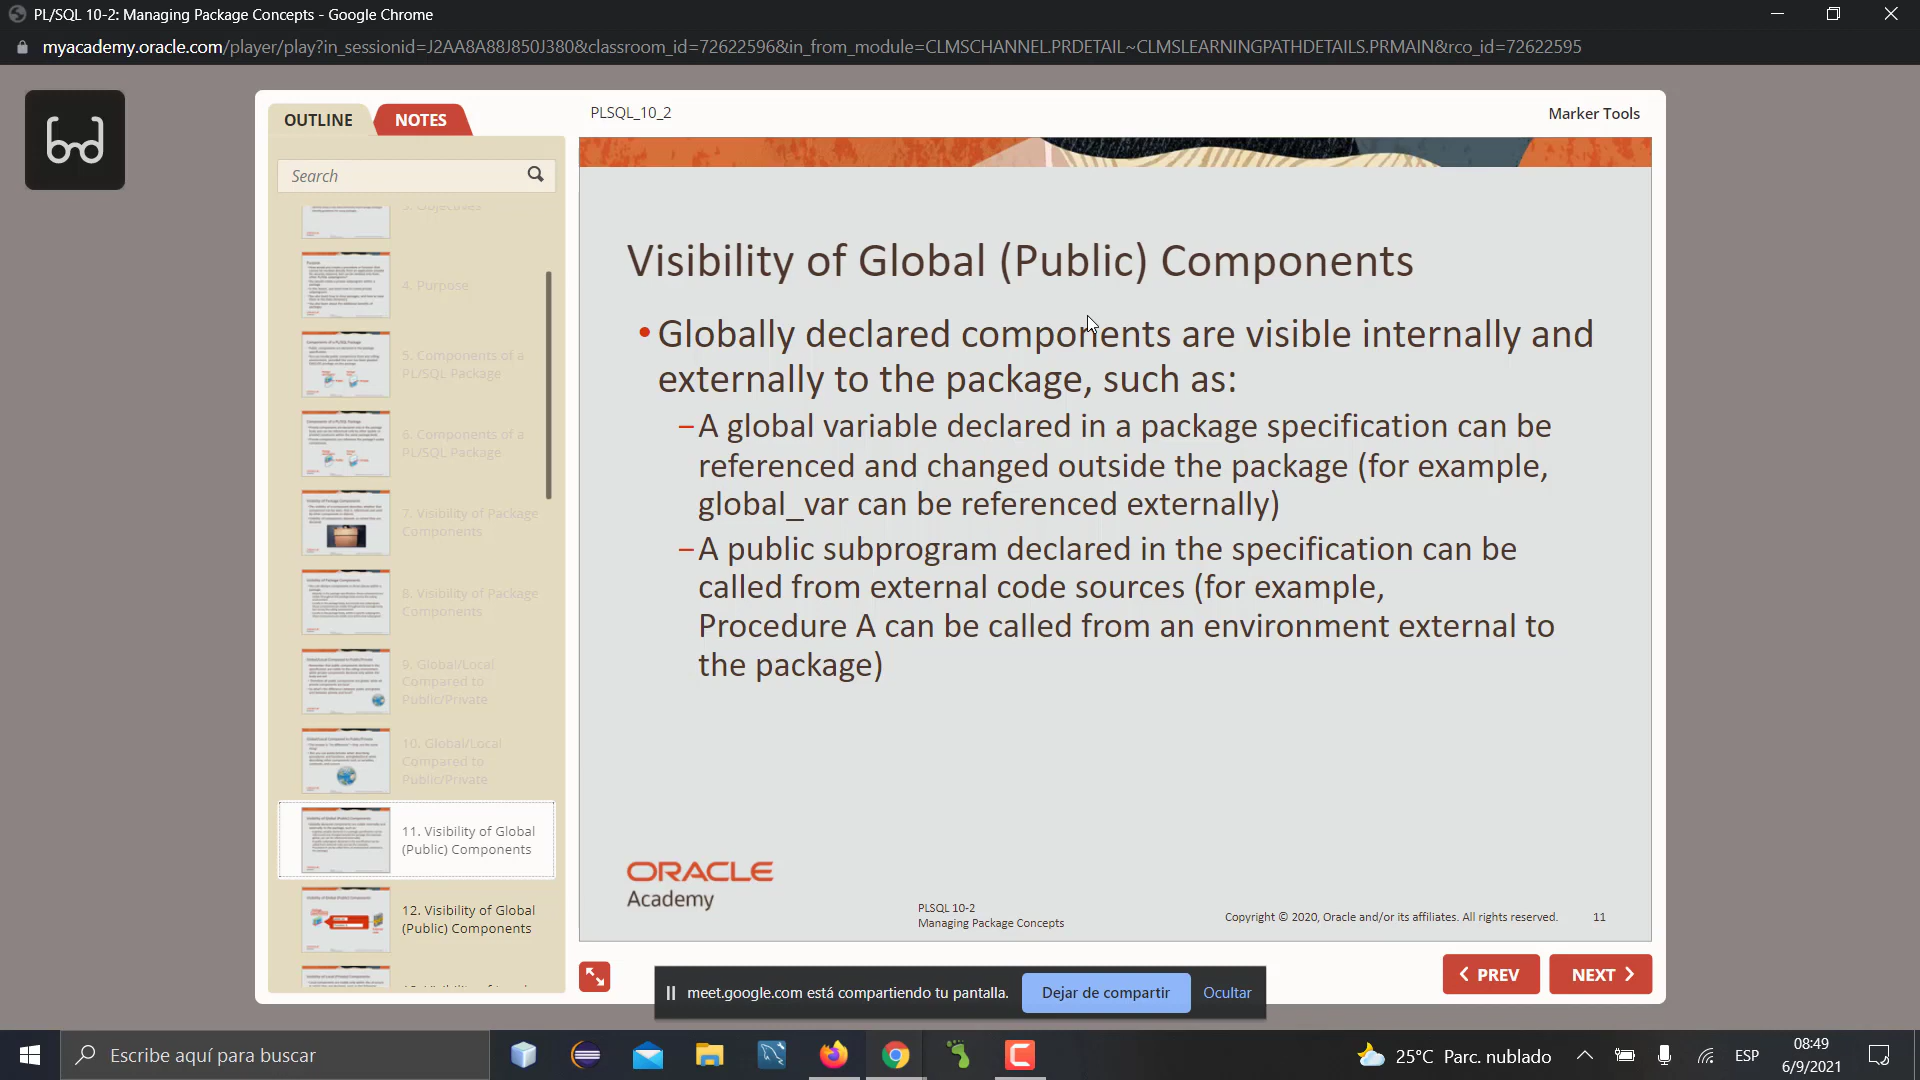 PL/SQL 10-2: Managing Package Concepts - Google Chrome
myacademy.oracle.com/player/play?in_sessionid=J2AA8A88J850J380&classroom_id=72622596&in_from_module=CLMSCHANNEL.PRDETAIL~CLMSLEARNINGPATHDETAILS.PRMAIN&rco_id=72622595
OUTLINE
NOTES
PLSQL_10_2
Marker Tools
Search
3. Objectives
4. Purpose
5. Components of a
PL/SQL Package
6. Components of a
PL/SQL Package
7. Visibility of Package
Components
8. Visibility of Package
Components
9. Global/Local
Compared to
Public/Private
10. Global/Local
Compared to
Public/Private
11. Visibility of Global
(Public) Components
12. Visibility of Global
(Public) Components
Visibility of Global (Public) Components
• Globally declared components are visible internally and
externally to the package, such as:
– A global variable declared in a package specification can be
referenced and changed outside the package (for example,
global_var can be referenced externally)
– A public subprogram declared in the specification can be
called from external code sources (for example,
Procedure A can be called from an environment external to
the package)
ORACLE
Academy
PLSQL 10-2
Managing Package Concepts
Copyright © 2020, Oracle and/or its affiliates. All rights reserved.
11
PREV
NEXT
meet.google.com está compartiendo tu pantalla.
Dejar de compartir
Ocultar
Escribe aquí para buscar
25°C Parc. nublado
ESP
08:49
6/9/2021